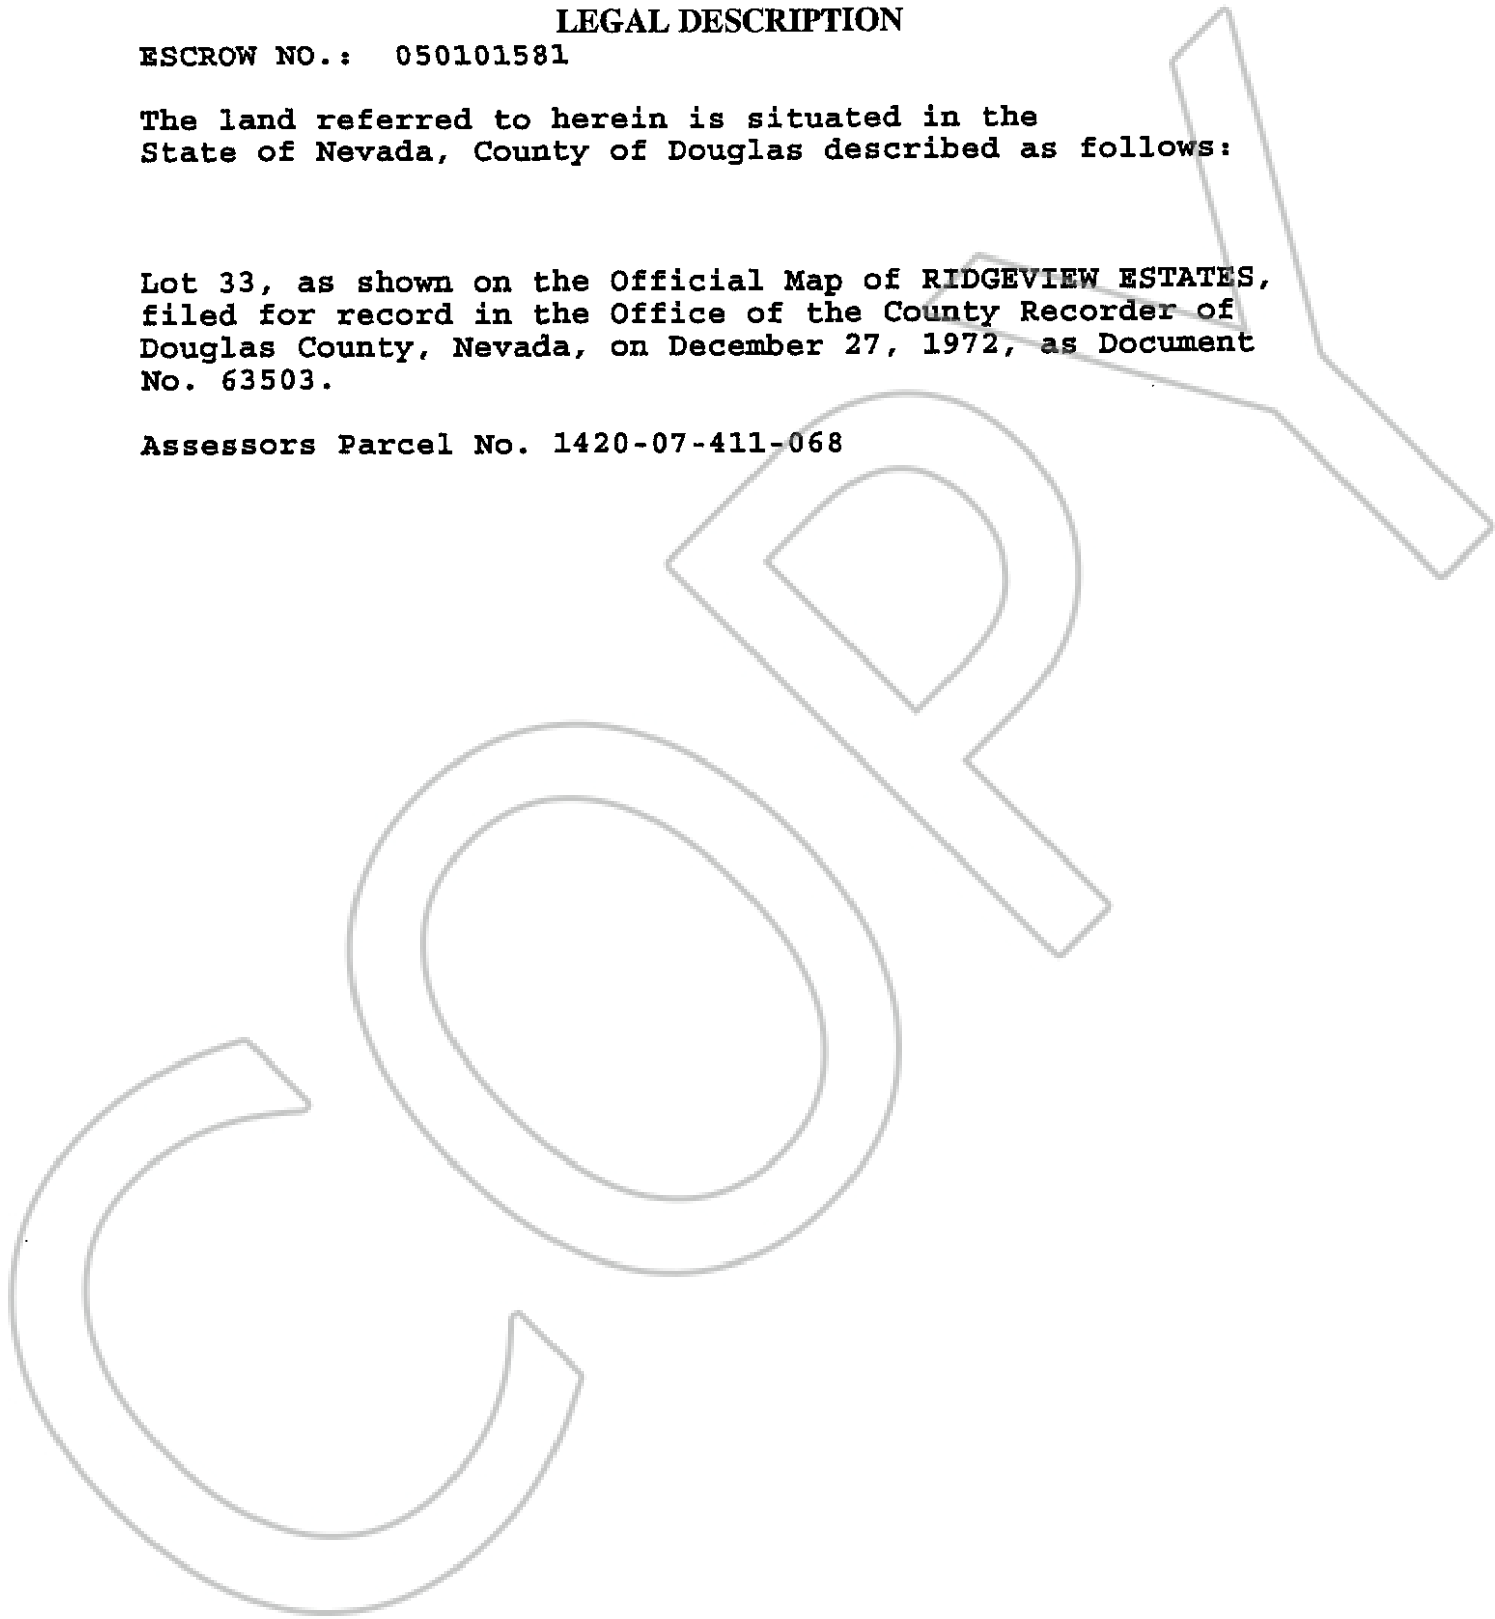 LEGAL DESCRIPTION
ESCROW NO.: 050101581
The land referred to herein is situated in the
State of Nevada, County of Douglas described as follows:
Lot 33, as shown on the Official Map of RIDGEVIEW ESTATES,
filed for record in the Office of the County Recorder of
Douglas County, Nevada, on December 27, 1972, as Document
No. 63503.
Assessors Parcel No. 1420-07-411-068
COPY